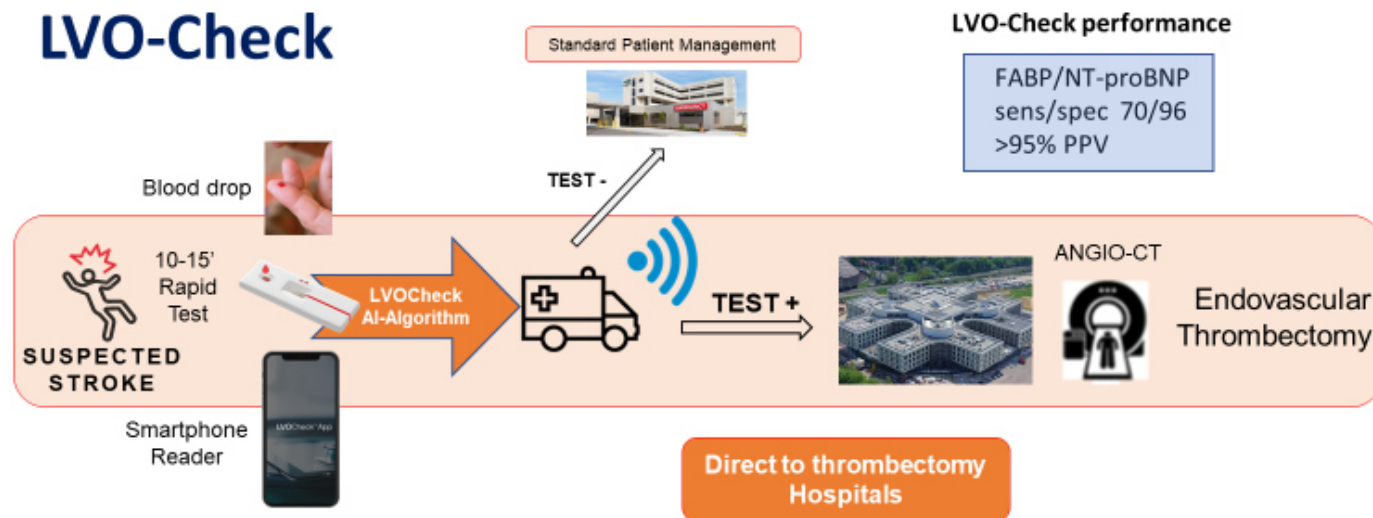 LVO-Check
Standard Patient Management
LVO-Check performance
FABP/NT-proBNP
sens/spec 70/96
>95% PPV
Blood drop
TEST -
10-15’
Rapid
Test
SUSPECTED
STROKE
LVOCheck
AI-Algorithm
TEST +
ANGIO-CT
Endovascular
Thrombectomy
Smartphone
Reader
LVOCheck App
Direct to thrombectomy
Hospitals